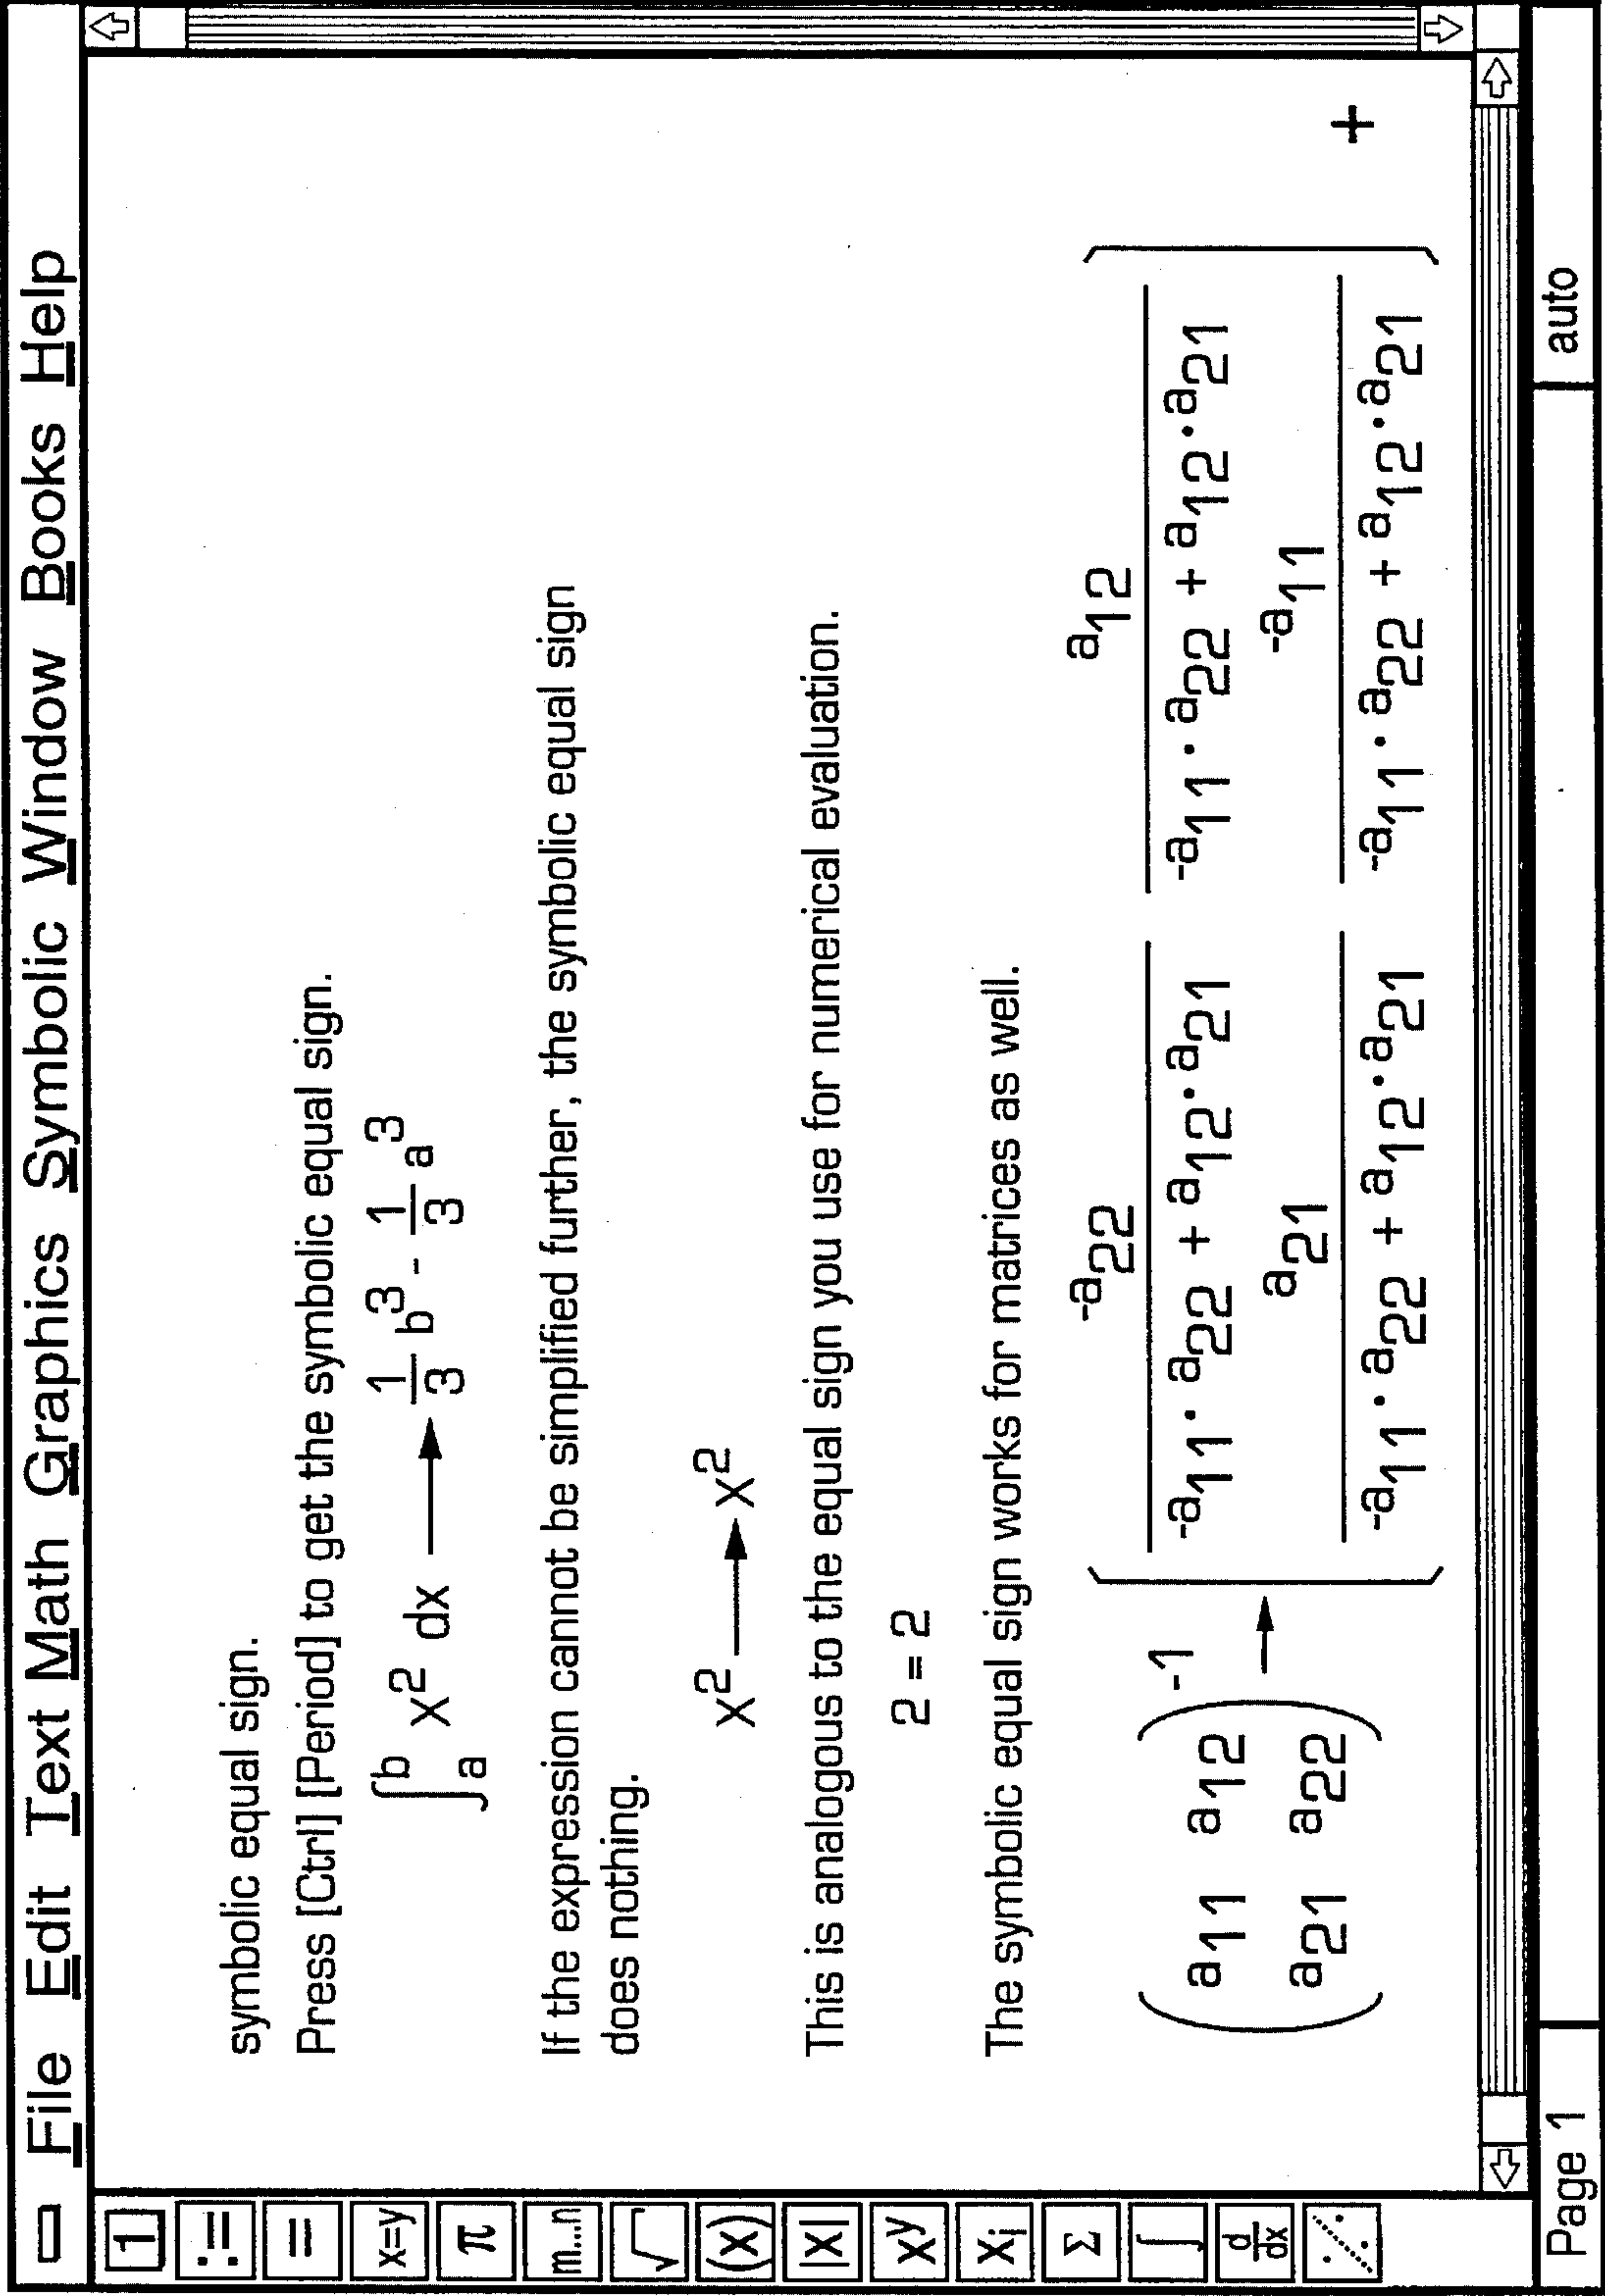 File Edit Text Math Graphics Symbolic Window Books Help
1
:=
=
x=y
π
m...n
√
(x)
|X|
xy
Xi
Σ
∫
d/dx
symbolic equal sign.
Press [Ctrl] [Period] to get the symbolic equal sign.
∫ₐᵇ x² dx ⟶ 1/3 b³ - 1/3 a³
If the expression cannot be simplified further, the symbolic equal sign
does nothing.
x² ⟶ x²
This is analogous to the equal sign you use for numerical evaluation.
2 = 2
The symbolic equal sign works for matrices as well.
-a22 a12
a11 a12 -1 -a11 · a22 + a12 · a21 -a11 · a22 + a12 · a21
→
a21 a22 a21 -a11
-a11 · a22 + a12 · a21 -a11 · a22 + a12 · a21
+
Page 1 auto